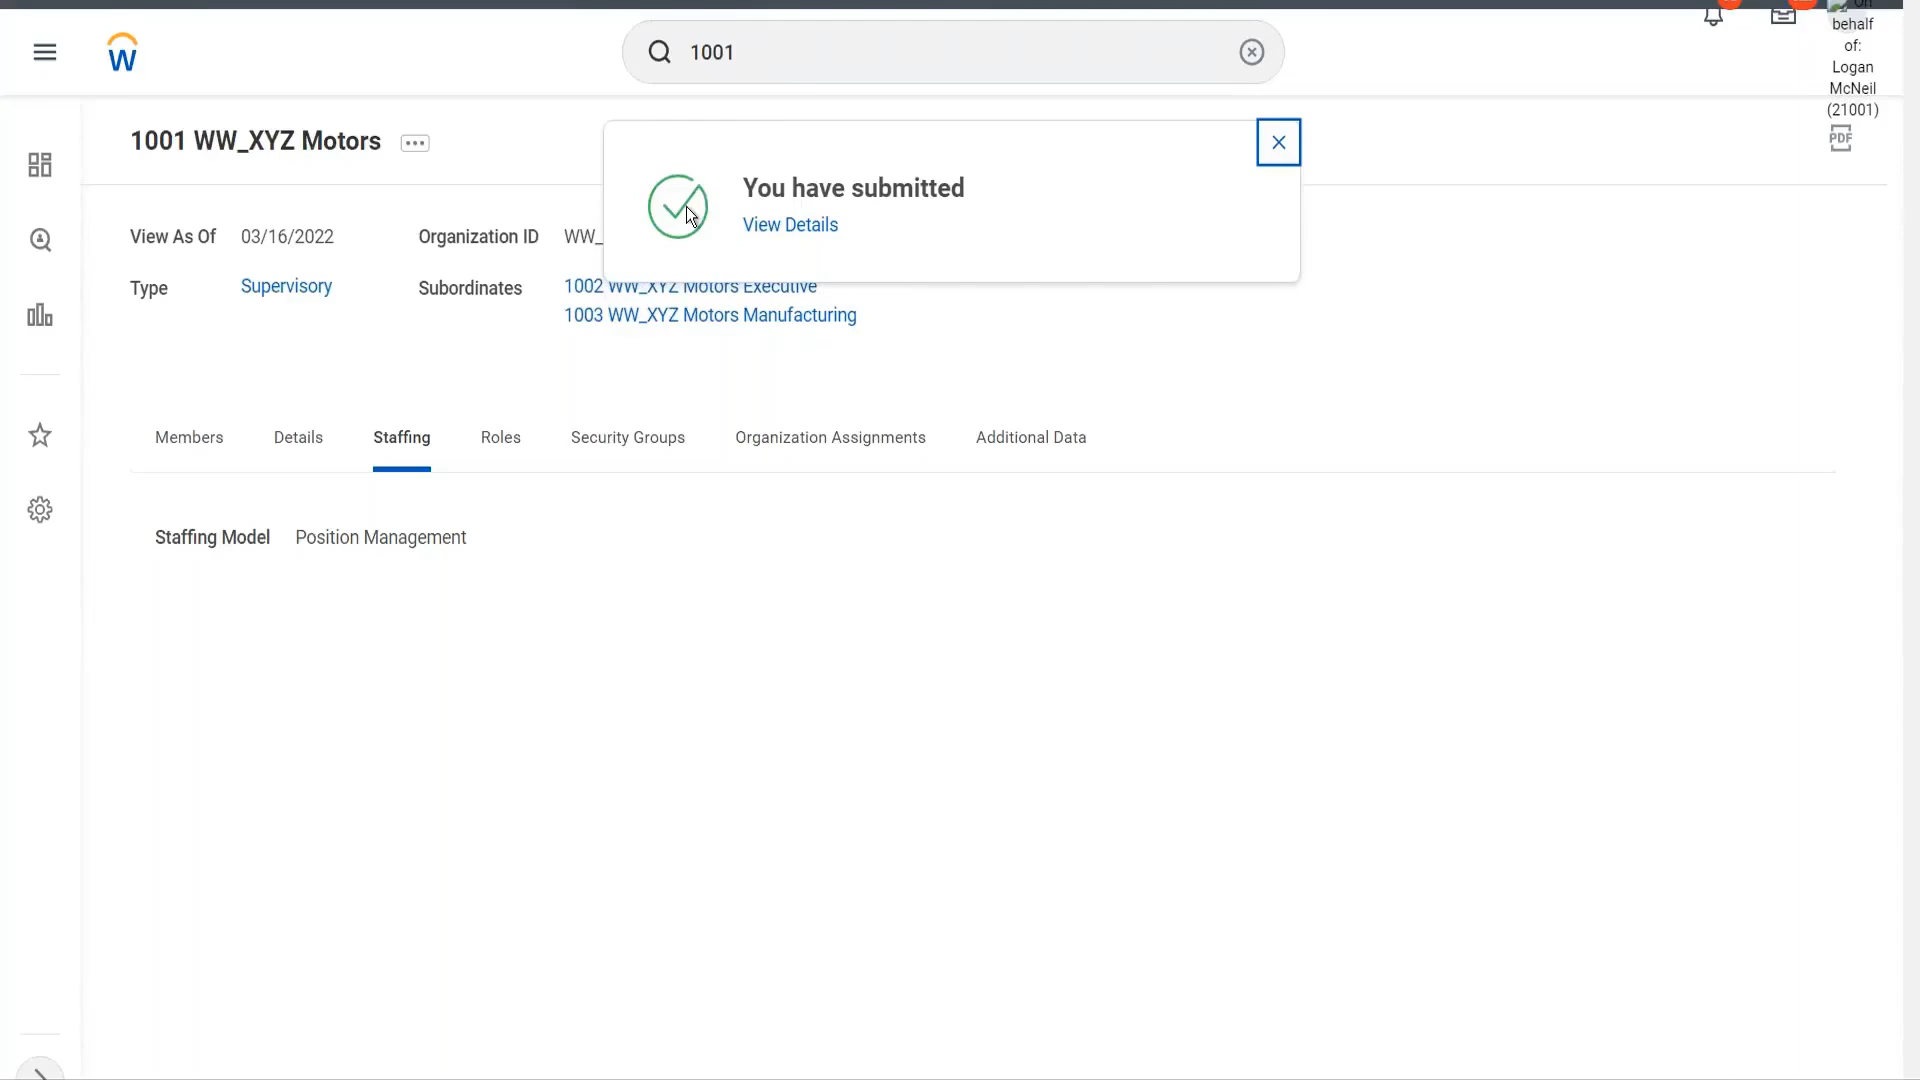 1001
on
behalf
of:
Logan
McNeil
(21001)
W
1001 WW_XYZ Motors
PDF
You have submitted
View Details
View As Of 03/16/2022 Organization ID WW_
Type Supervisory Subordinates 1002 WW_XYZ Motors Executive
1003 WW_XYZ Motors Manufacturing
Members Details Staffing Roles Security Groups Organization Assignments Additional Data
Staffing Model Position Management